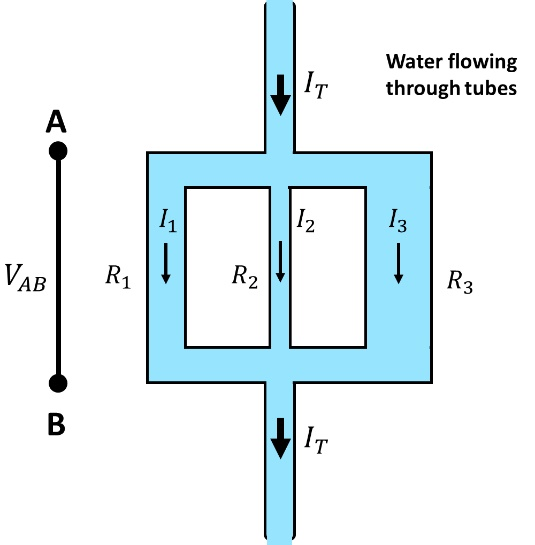 Water flowing
through tubes
I_T
A
I_1
I_2
I_3
V_AB
R_1
R_2
R_3
B
I_T